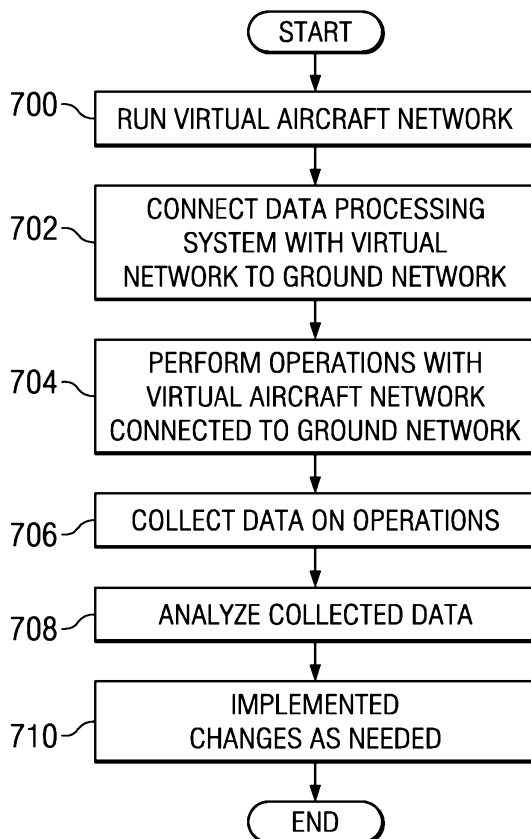 START
700
RUN VIRTUAL AIRCRAFT NETWORK
702
CONNECT DATA PROCESSING
SYSTEM WITH VIRTUAL
NETWORK TO GROUND NETWORK
704
PERFORM OPERATIONS WITH
VIRTUAL AIRCRAFT NETWORK
CONNECTED TO GROUND NETWORK
706
COLLECT DATA ON OPERATIONS
708
ANALYZE COLLECTED DATA
710
IMPLEMENTED
CHANGES AS NEEDED
END